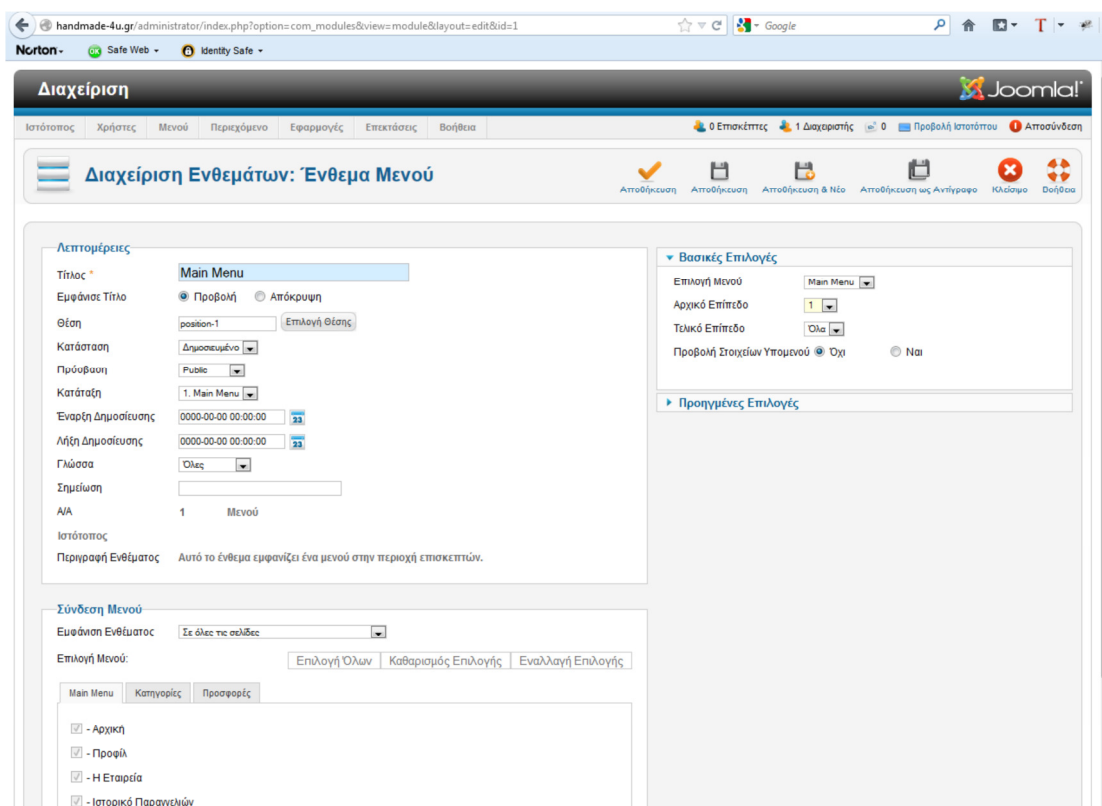 handmade-4u.gr/administrator/index.php?option=com_modules&view=module&layout=edit&id=1
Google
Norton
OK Safe Web
Identity Safe
Διαχείριση
Joomla!
Ιστότοπος Χρήστες Μενού Περιεχόμενο Εφαρμογές Επεκτάσεις Βοήθεια
0 Επισκέπτες 1 Διαχειριστής 0 Προβολή Ιστοτόπου Αποσύνδεση
Διαχείριση Ενθεμάτων: Ένθεμα Μενού
Αποθήκευση Αποθήκευση Αποθήκευση & Νέο Αποθήκευση ως Αντίγραφο Κλείσιμο Βοήθεια
Λεπτομέρειες
Τίτλος * Main Menu
Εμφάνισε Τίτλο Προβολή Απόκρυψη
Θέση position-1 Επιλογή Θέσης
Κατάσταση Δημοσιευμένο
Πρόσβαση Public
Κατάταξη 1. Main Menu
Έναρξη Δημοσίευσης 0000-00-00 00:00:00 23
Λήξη Δημοσίευσης 0000-00-00 00:00:00 23
Γλώσσα Όλες
Σημείωση
Α/Α 1 Μενού
Ιστότοπος
Περιγραφή Ενθέματος Αυτό το ένθεμα εμφανίζει ένα μενού στην περιοχή επισκεπτών.
Βασικές Επιλογές
Επιλογή Μενού Main Menu
Αρχικό Επίπεδο 1
Τελικό Επίπεδο Όλα
Προβολή Στοιχείων Υπομενού Όχι Ναι
Προηγμένες Επιλογές
Σύνδεση Μενού
Εμφάνιση Ενθέματος Σε όλες τις σελίδες
Επιλογή Μενού: Επιλογή Όλων Καθαρισμός Επιλογής Εναλλαγή Επιλογής
Main Menu Κατηγορίες Προσφορές
- Αρχική
- Προφίλ
- Η Εταιρεία
- Ιστορικό Παραγγελιών